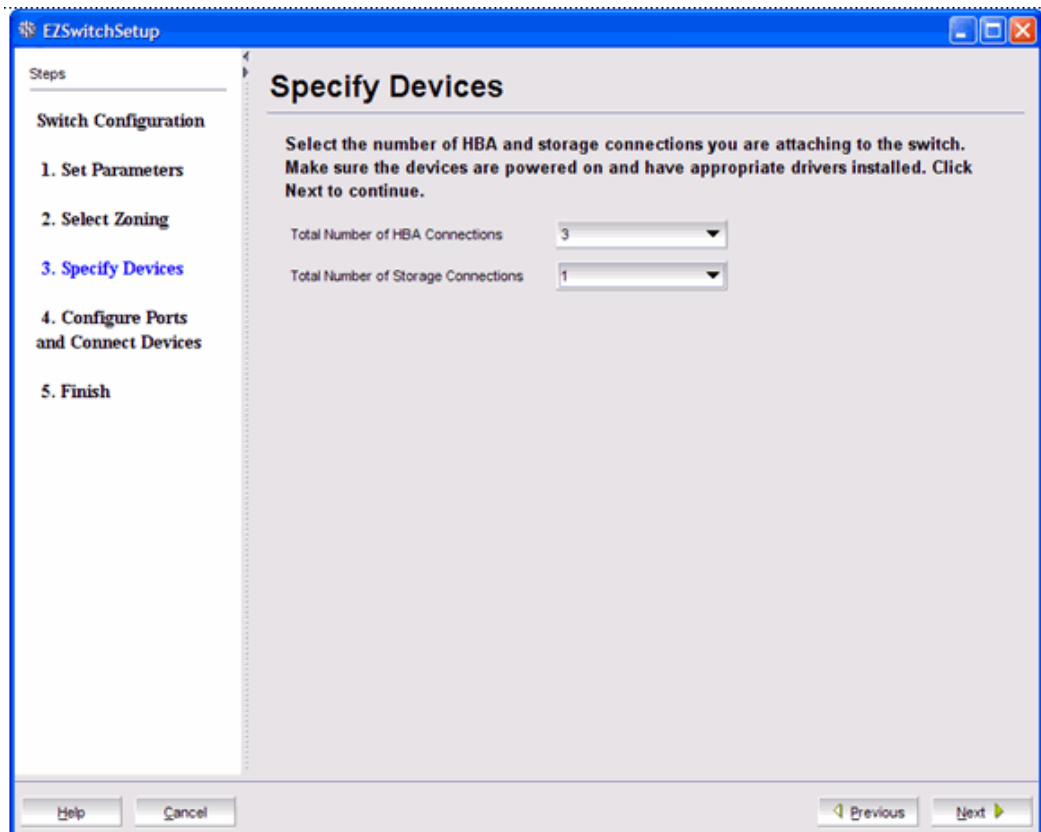 EZSwitchSetup
Steps
Switch Configuration
1. Set Parameters
2. Select Zoning
3. Specify Devices
4. Configure Ports
and Connect Devices
5. Finish
Specify Devices
Select the number of HBA and storage connections you are attaching to the switch.
Make sure the devices are powered on and have appropriate drivers installed. Click
Next to continue.
Total Number of HBA Connections 3
Total Number of Storage Connections 1
Help Cancel Previous Next